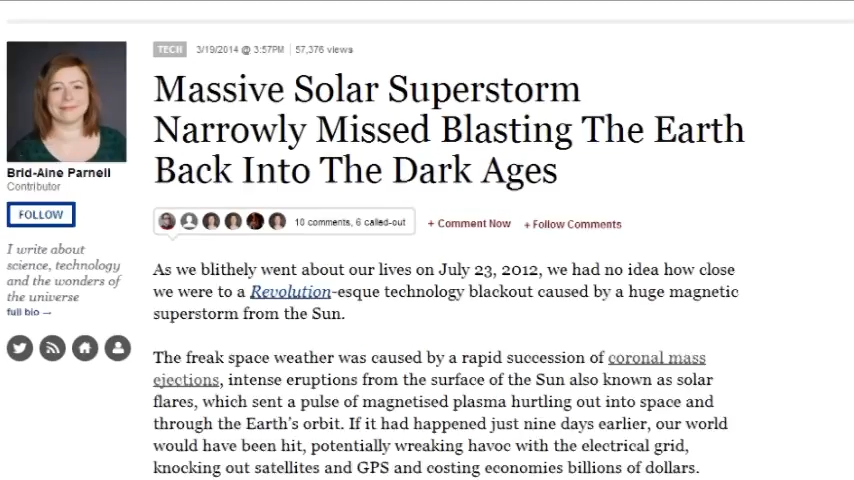 TECH 3/19/2014 @ 3:57PM | 57,376 views
Massive Solar Superstorm
Narrowly Missed Blasting The Earth
Back Into The Dark Ages
Brid-Aine Parnell
Contributor
FOLLOW
I write about
science, technology
and the wonders of
the universe
full bio →
10 comments, 6 called-out
+ Comment Now
+ Follow Comments
As we blithely went about our lives on July 23, 2012, we had no idea how close
we were to a Revolution-esque technology blackout caused by a huge magnetic
superstorm from the Sun.
The freak space weather was caused by a rapid succession of coronal mass
ejections, intense eruptions from the surface of the Sun also known as solar
flares, which sent a pulse of magnetised plasma hurtling out into space and
through the Earth's orbit. If it had happened just nine days earlier, our world
would have been hit, potentially wreaking havoc with the electrical grid,
knocking out satellites and GPS and costing economies billions of dollars.